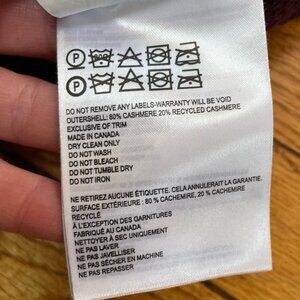 DO NOT REMOVE ANY LABELS-WARRANTY WILL BE VOID
OUTERSHELL: 80% CASHMERE 20% RECYCLED CASHMERE
EXCLUSIVE OF TRIM
MADE IN CANADA
DRY CLEAN ONLY
DO NOT WASH
DO NOT BLEACH
DO NOT TUMBLE DRY
DO NOT IRON
NE RETIREZ AUCUNE ÉTIQUETTE. CELA ANNULERAIT LA GARANTIE.
SURFACE EXTÉRIEURE : 80 % CACHEMIRE, 20 % CACHEMIRE
RECYCLÉ
À L'EXCEPTION DES GARNITURES
FABRIQUÉ AU CANADA
NETTOYER À SEC UNIQUEMENT
NE PAS LAVER
NE PAS JAVELLISER
NE PAS SÉCHER EN MACHINE
NE PAS REPASSER